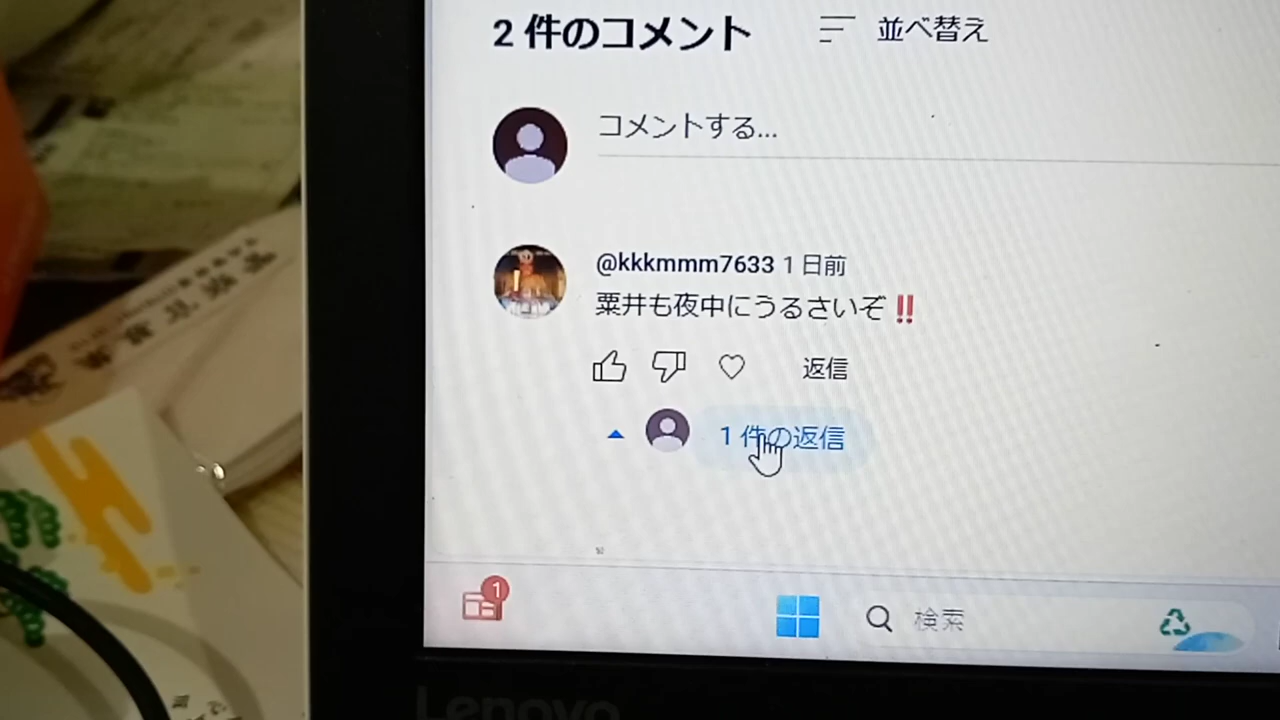 2 件のコメント
並べ替え
コメントする...
@kkkmmm7633 1 日前
粟井も夜中にうるさいぞ‼️
返信
1 件の返信
1
検索
Lenovo